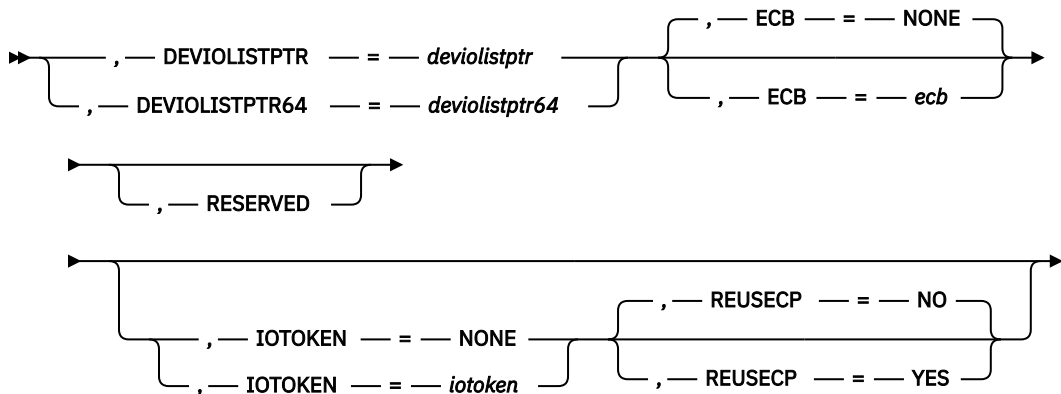 , ECB = NONE
, DEVIOLISTPTR = deviolistptr
, ECB = ecb
, DEVIOLISTPTR64 = deviolistptr64
, RESERVED
, REUSECP = NO
, IOTOKEN = NONE
, REUSECP = YES
, IOTOKEN = iotoken